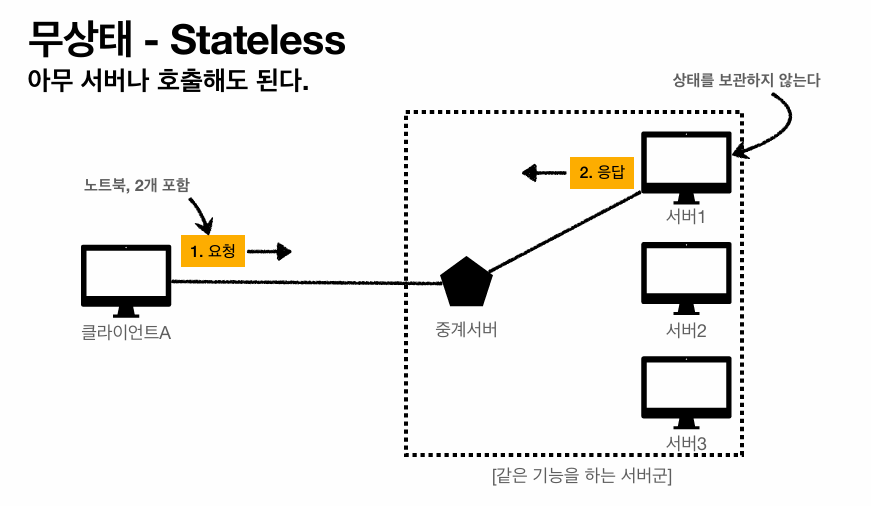 무상태 - Stateless
아무 서버나 호출해도 된다.
상태를 보관하지 않는다
노트북, 2개 포함
1. 요청
2. 응답
클라이언트A
중계서버
서버1
서버2
서버3
[같은 기능을 하는 서버군]